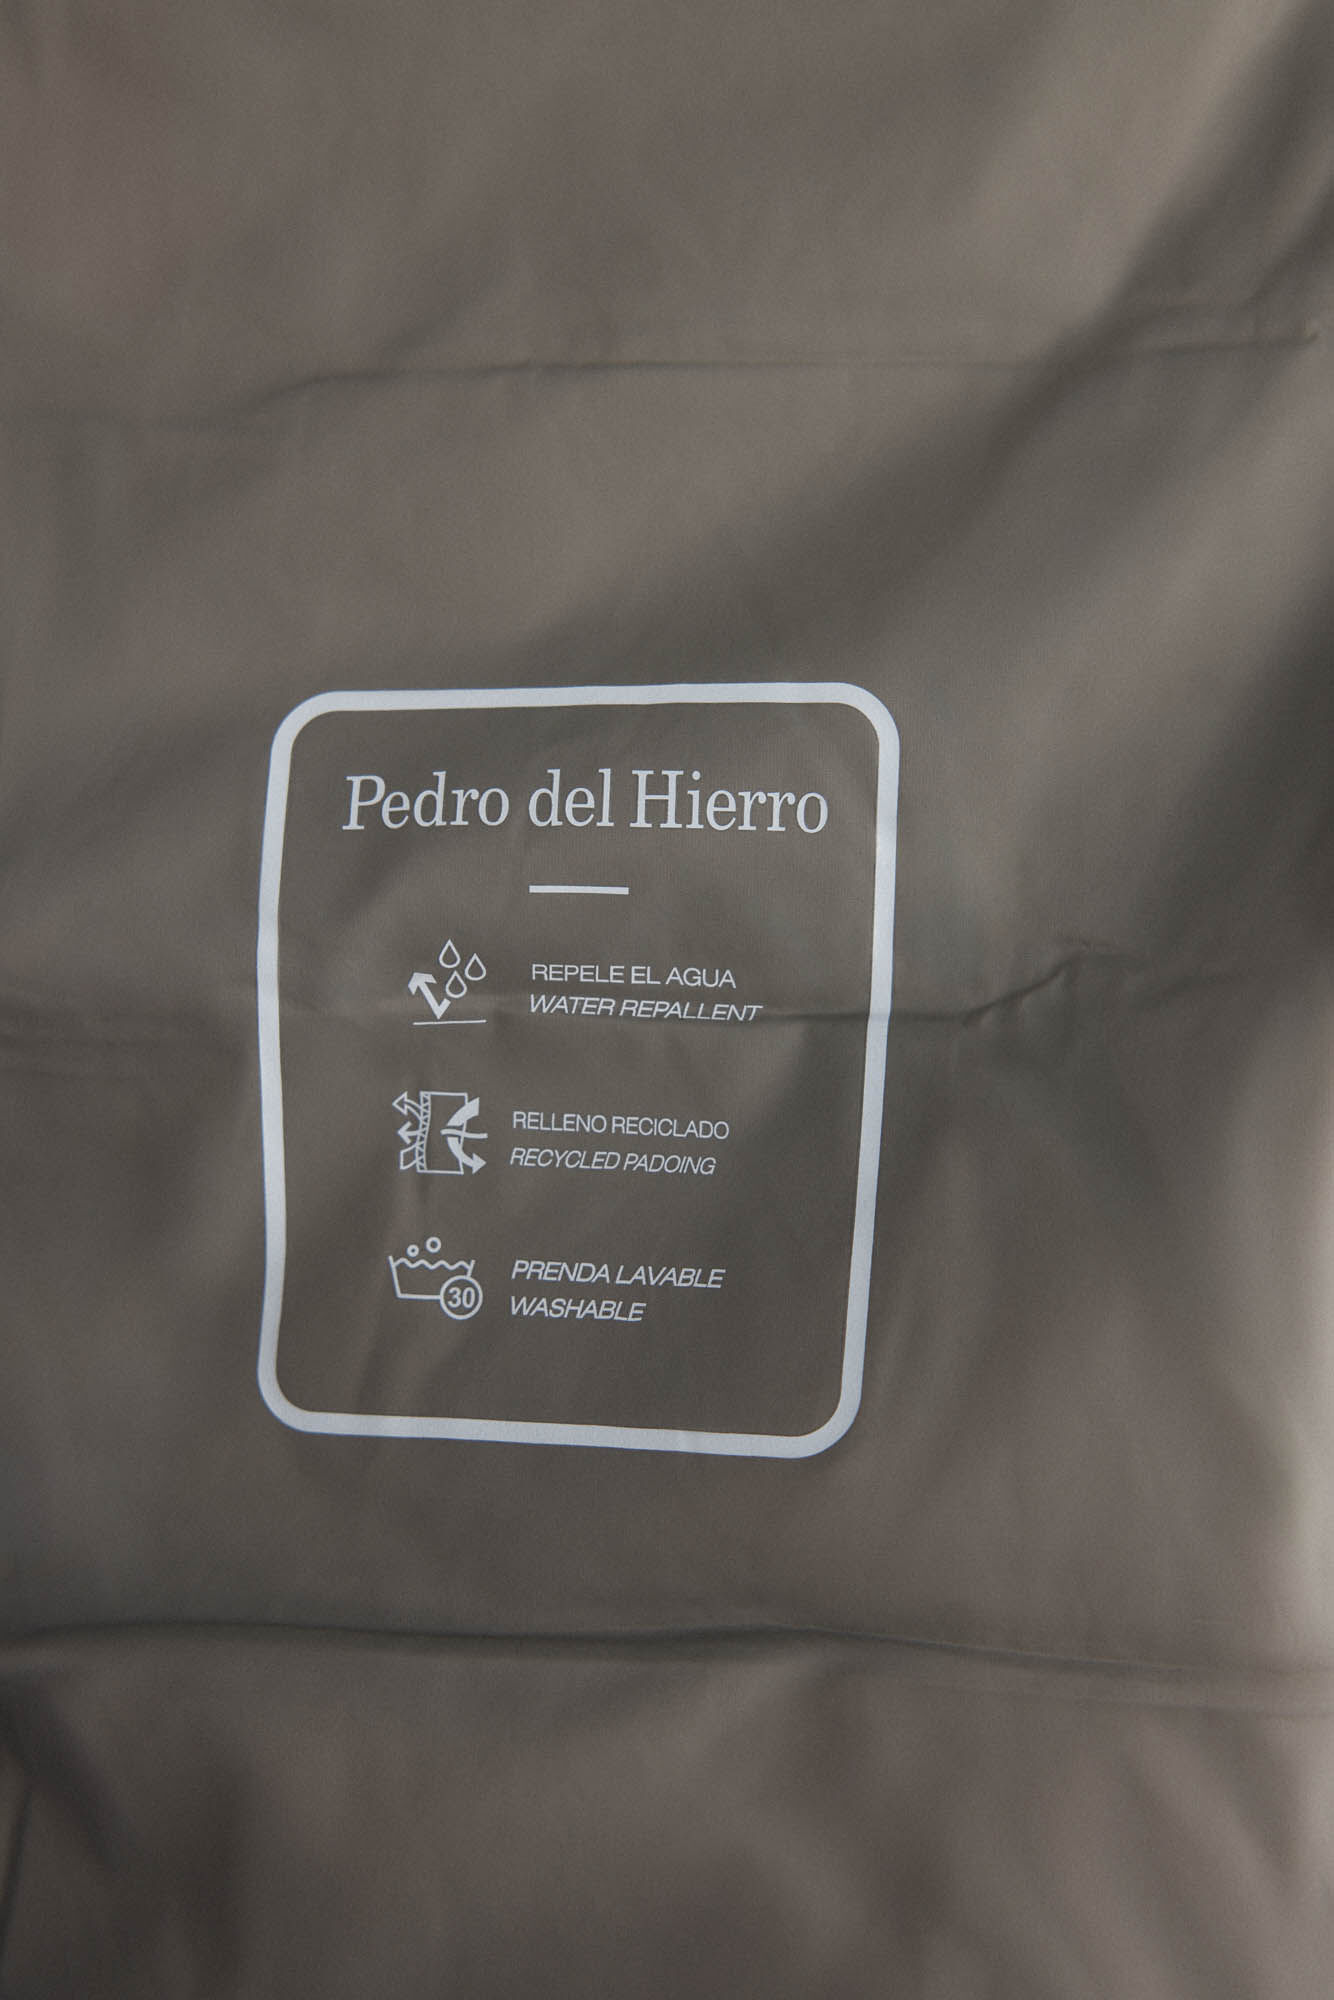 Pedro del Hierro
REPELE EL AGUA
WATER REPALLENT
RELLENO RECICLADO
RECYCLED PADOING
30
PRENDA LAVABLE
WASHABLE